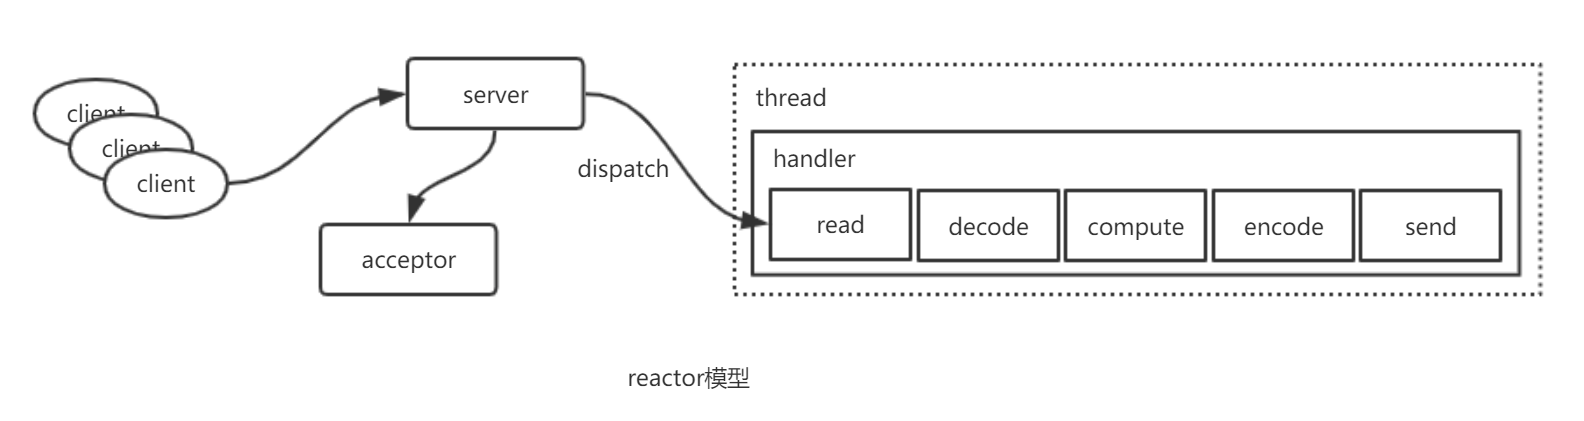 client
client
client
server
acceptor
dispatch
thread
handler
read
decode
compute
encode
send
reactor模型